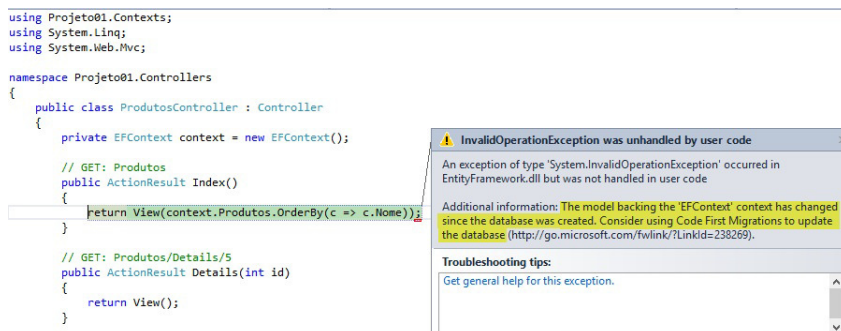 using Projeto01.Contexts;
using System.Linq;
using System.Web.Mvc;
namespace Projeto01.Controllers
{
public class ProdutosController : Controller
{
private EFContext context = new EFContext();
// GET: Produtos
public ActionResult Index()
{
return View(context.Produtos.OrderBy(c => c.Nome));
}
// GET: Produtos/Details/5
public ActionResult Details(int id)
{
return View();
}
InvalidOperationException was unhandled by user code
An exception of type 'System.InvalidOperationException' occurred in
EntityFramework.dll but was not handled in user code
Additional information: The model backing the 'EFContext' context has changed
since the database was created. Consider using Code First Migrations to update
the database (http://go.microsoft.com/fwlink/?LinkId=238269).
Troubleshooting tips:
Get general help for this exception.